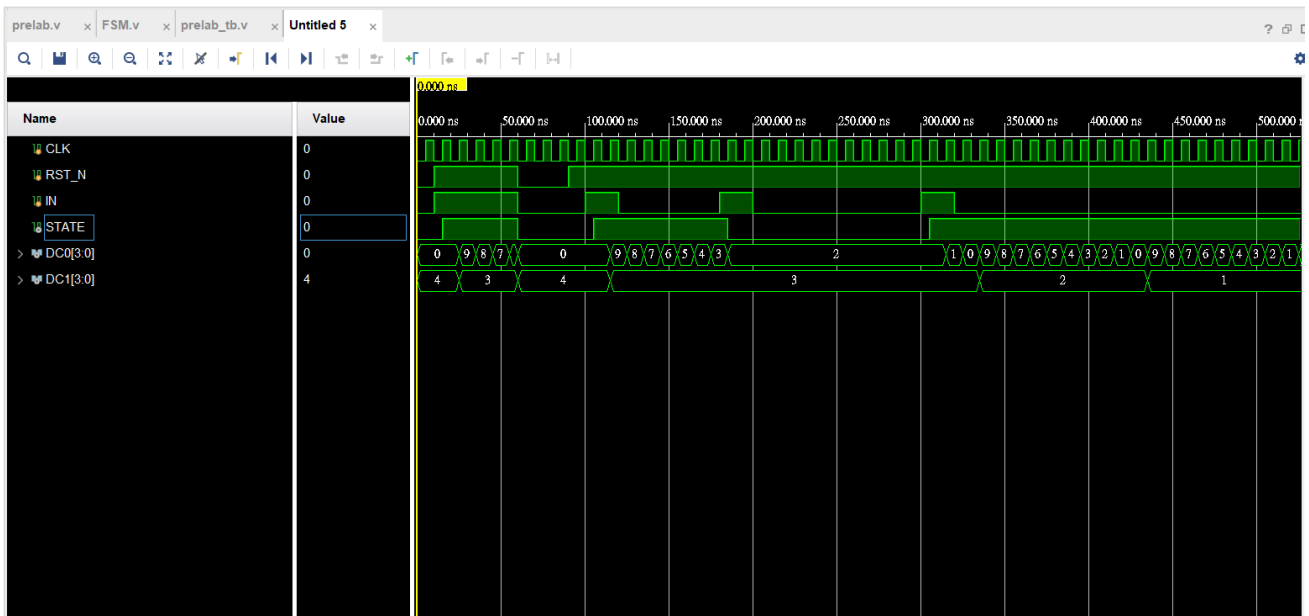 prelab.v × FSM.v × prelab_tb.v × Untitled 5 ×
?
0.000 ns
Name Value
0.000 ns 50.000 ns 100.000 ns 150.000 ns 200.000 ns 250.000 ns 300.000 ns 350.000 ns 400.000 ns 450.000 ns 500.000
CLK 0
RST_N 0
IN 0
STATE 0
> DC0[3:0] 0 0 9 8 7 0 9 8 7 6 5 4 3 2 1 0 9 8 7 6 5 4 3 2 1 0 9 8 7 6 5 4 3 2 1
> DC1[3:0] 4 4 3 4 3 2 1